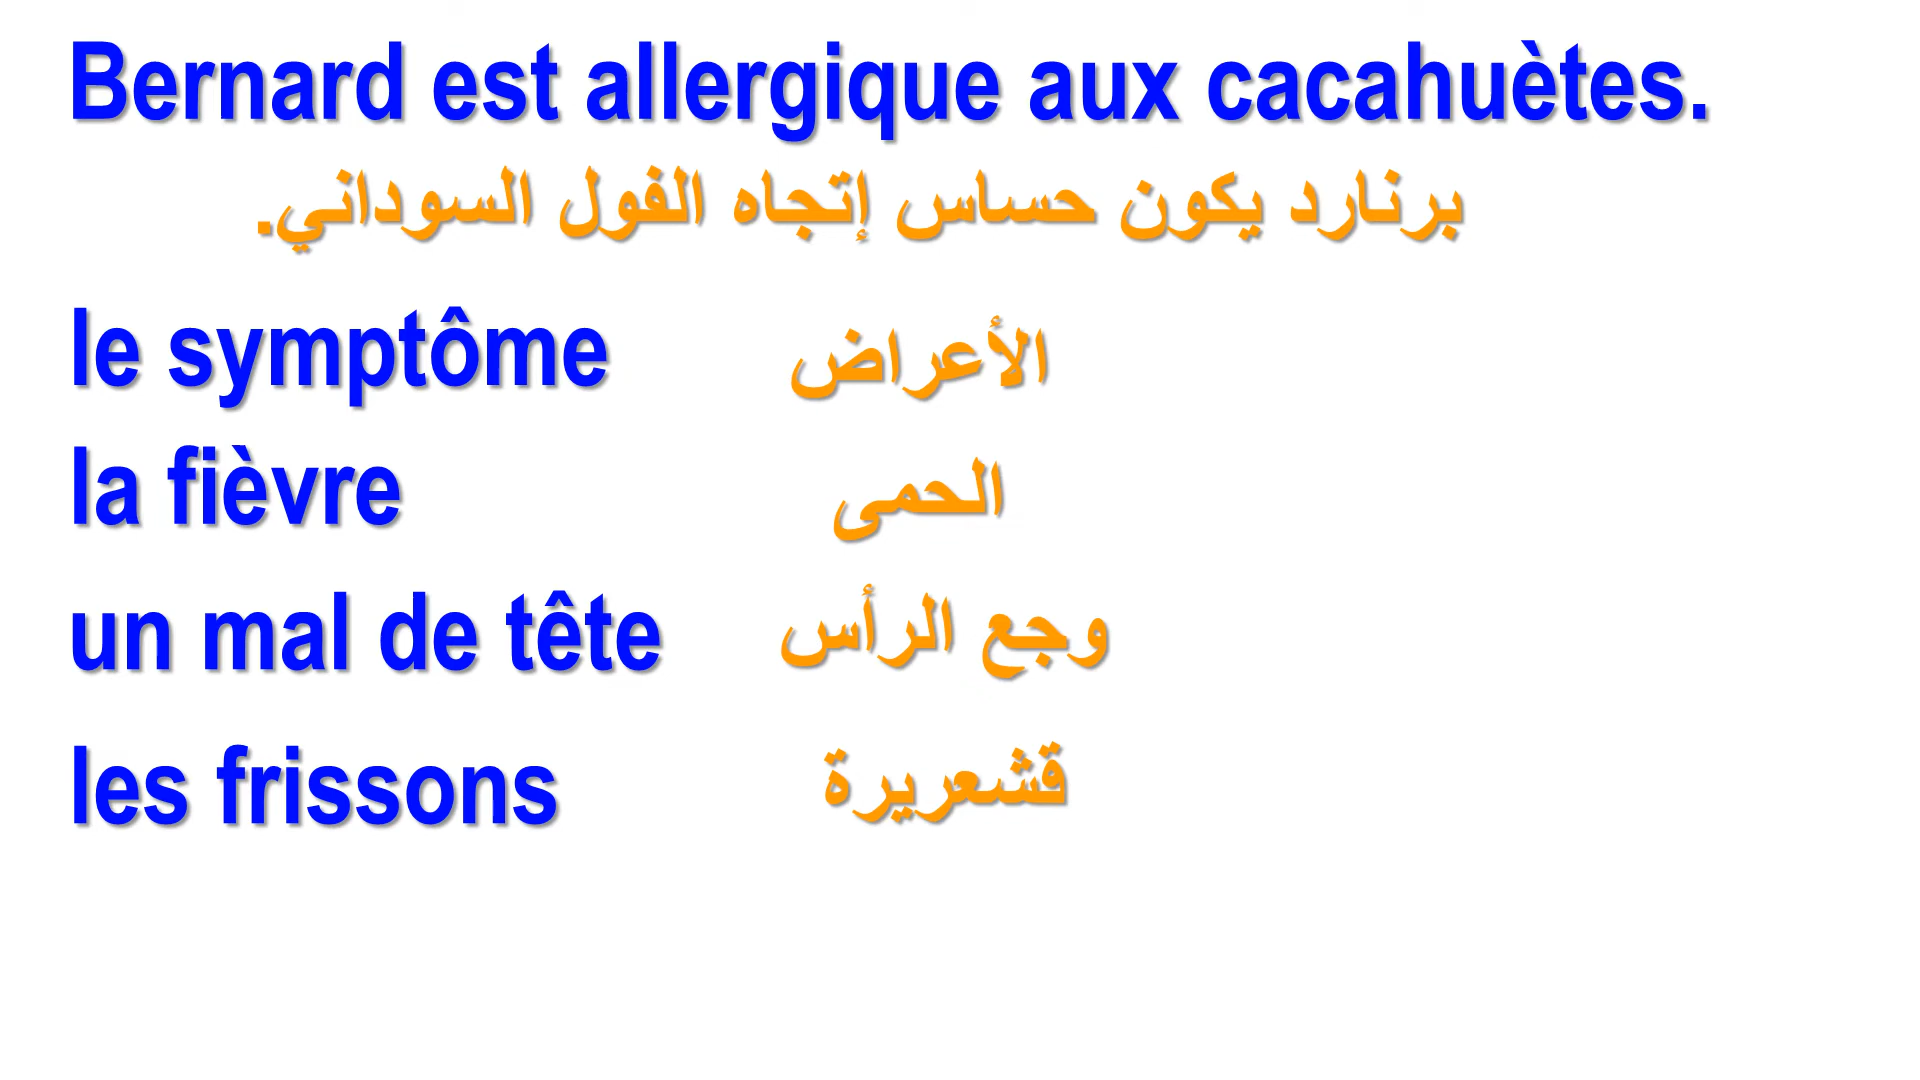 Bernard est allergique aux cacahuètes.
برنارد يكون حساس إتجاه الفول السوداني.
le symptôme الأعراض
la fièvre الحمى
un mal de tête وجع الرأس
les frissons قشعريرة